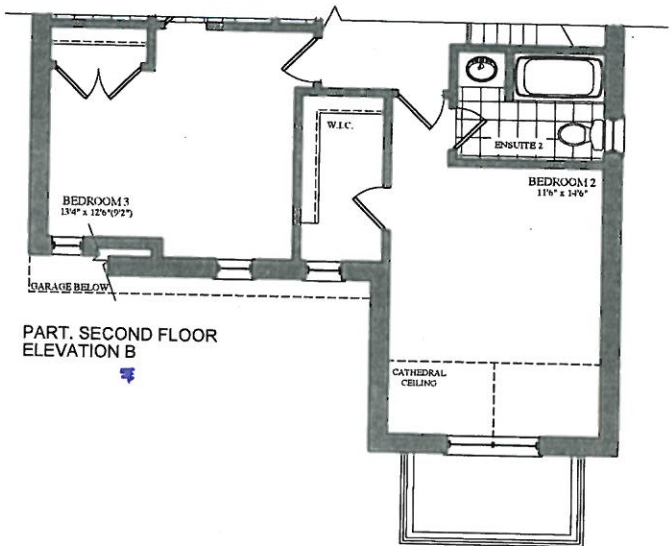 W.I.C.
ENSUITE 2
BEDROOM 2
11'6" x 14'6"
BEDROOM 3
13'4" x 12'6"(9'2")
GARAGE BELOW
PART. SECOND FLOOR
ELEVATION B
CATHEDRAL
CEILING